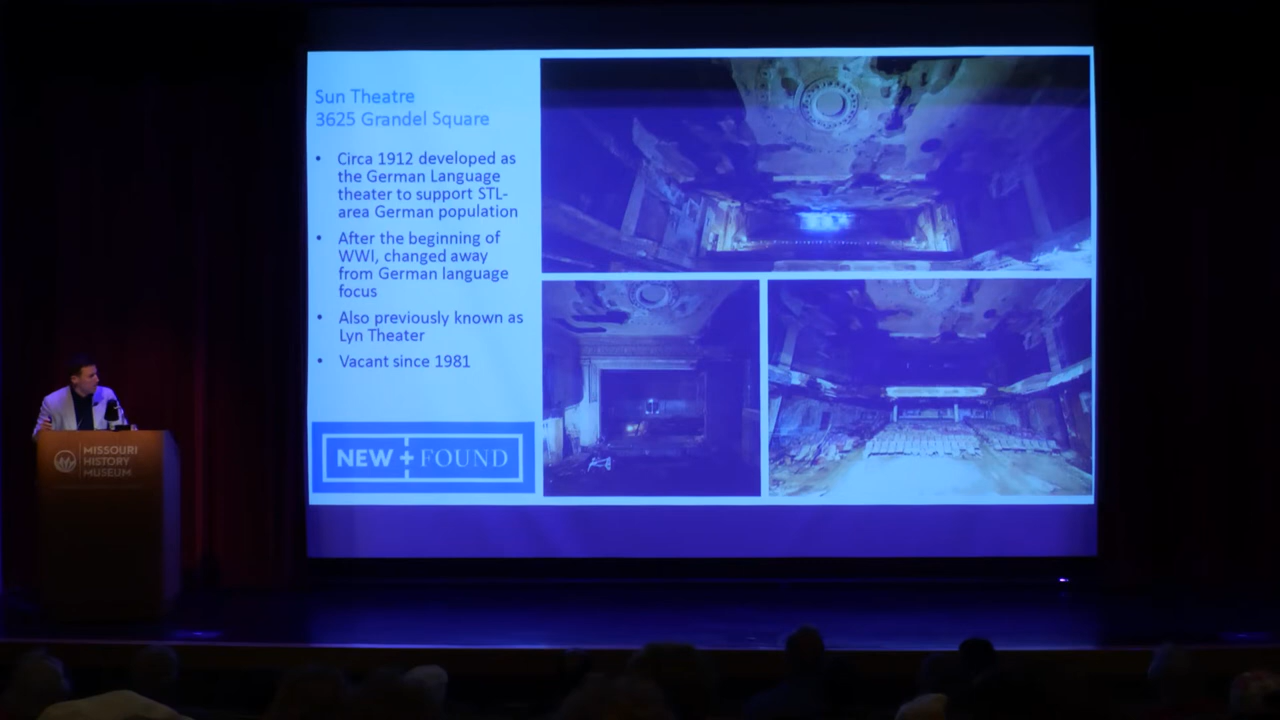 Sun Theatre
3625 Grandel Square
• Circa 1912 developed as
the German Language
theater to support STL-
area German population
• After the beginning of
WWI, changed away
from German language
focus
• Also previously known as
Lyn Theater
• Vacant since 1981
NEW + FOUND
MISSOURI
HISTORY
MUSEUM